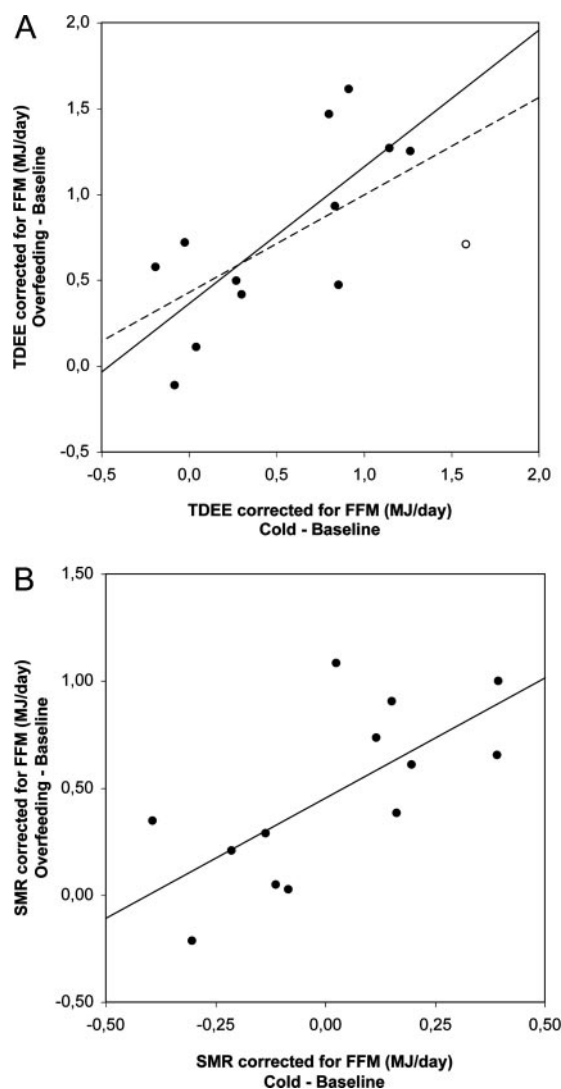 A
2,0
1,5
1,0
0,5
0,0
-0,5
TDEE corrected for FFM (MJ/day)
Overfeeding - Baseline
-0,5 0,0 0,5 1,0 1,5 2,0
TDEE corrected for FFM (MJ/day)
Cold - Baseline
B
1,50
1,00
0,50
0,00
-0,50
SMR corrected for FFM (MJ/day)
Overfeeding - Baseline
-0,50 -0,25 0,00 0,25 0,50
SMR corrected for FFM (MJ/day)
Cold - Baseline